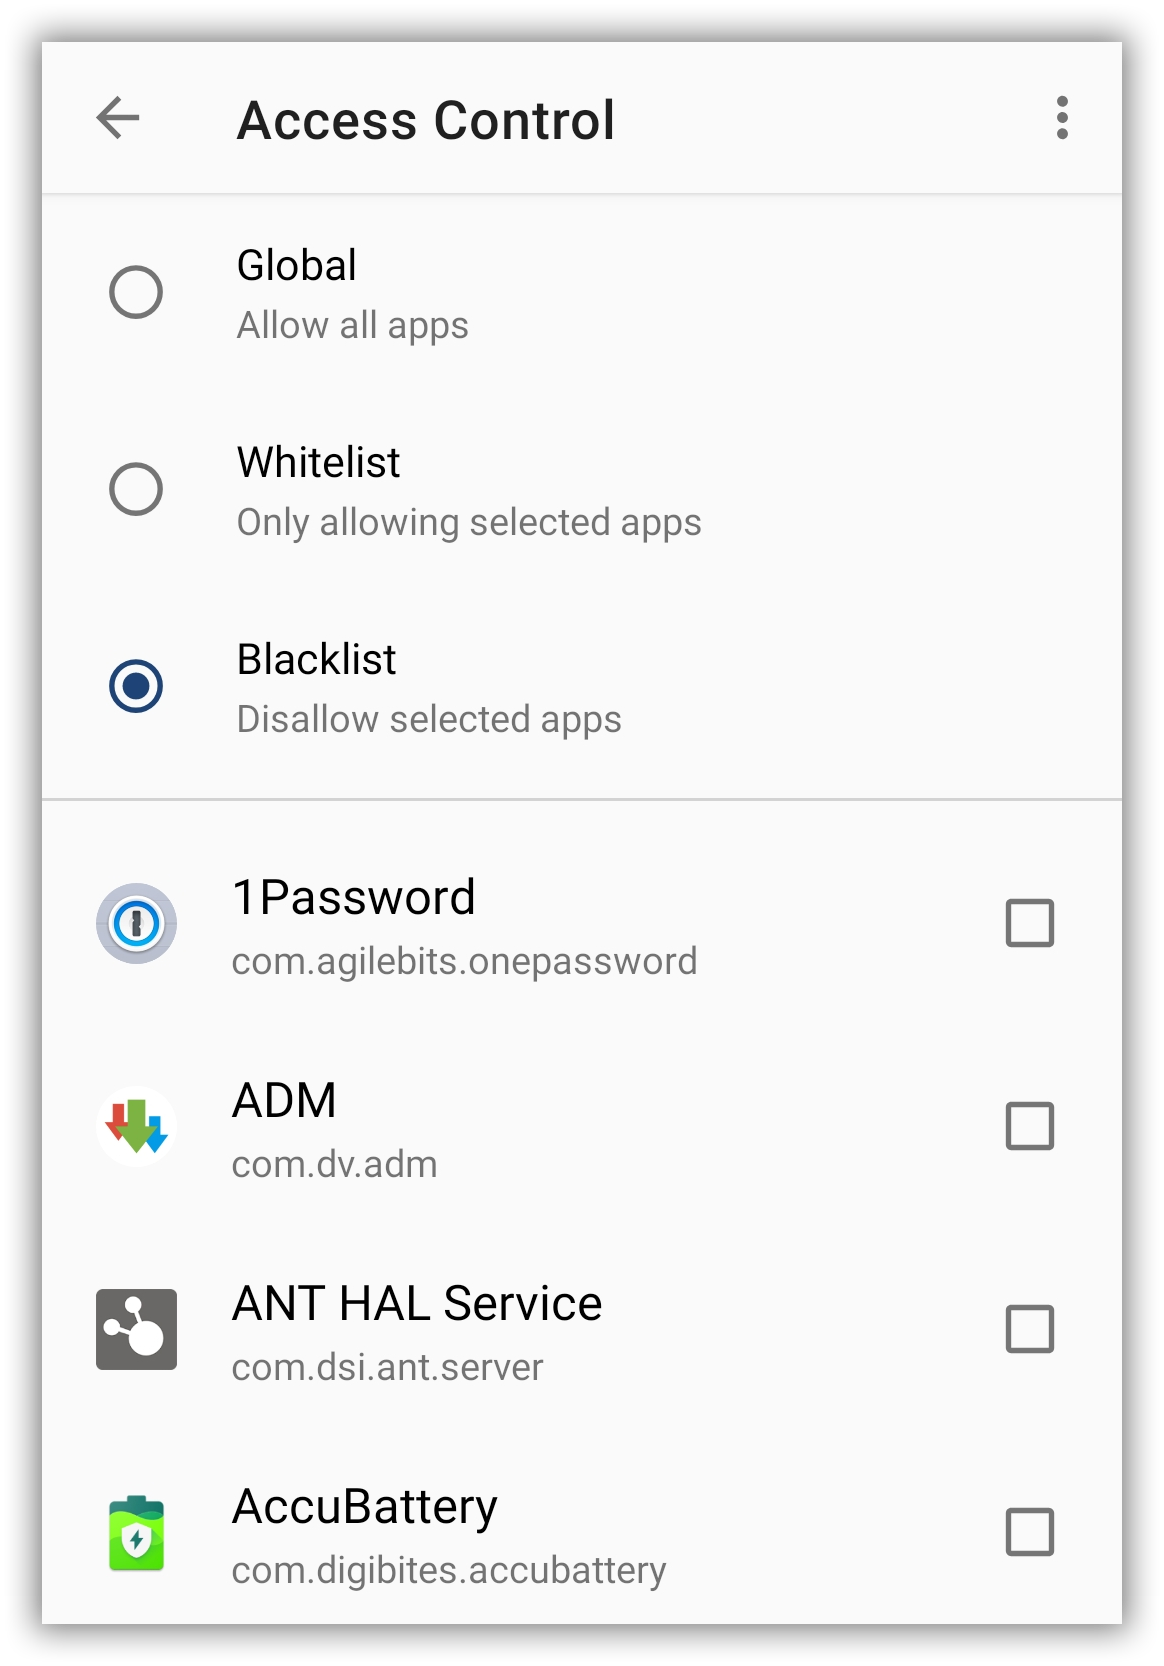 Access Control
Global
Allow all apps
Whitelist
Only allowing selected apps
Blacklist
Disallow selected apps
1Password
com.agilebits.onepassword
ADM
com.dv.adm
ANT HAL Service
com.dsi.ant.server
AccuBattery
com.digibites.accubattery